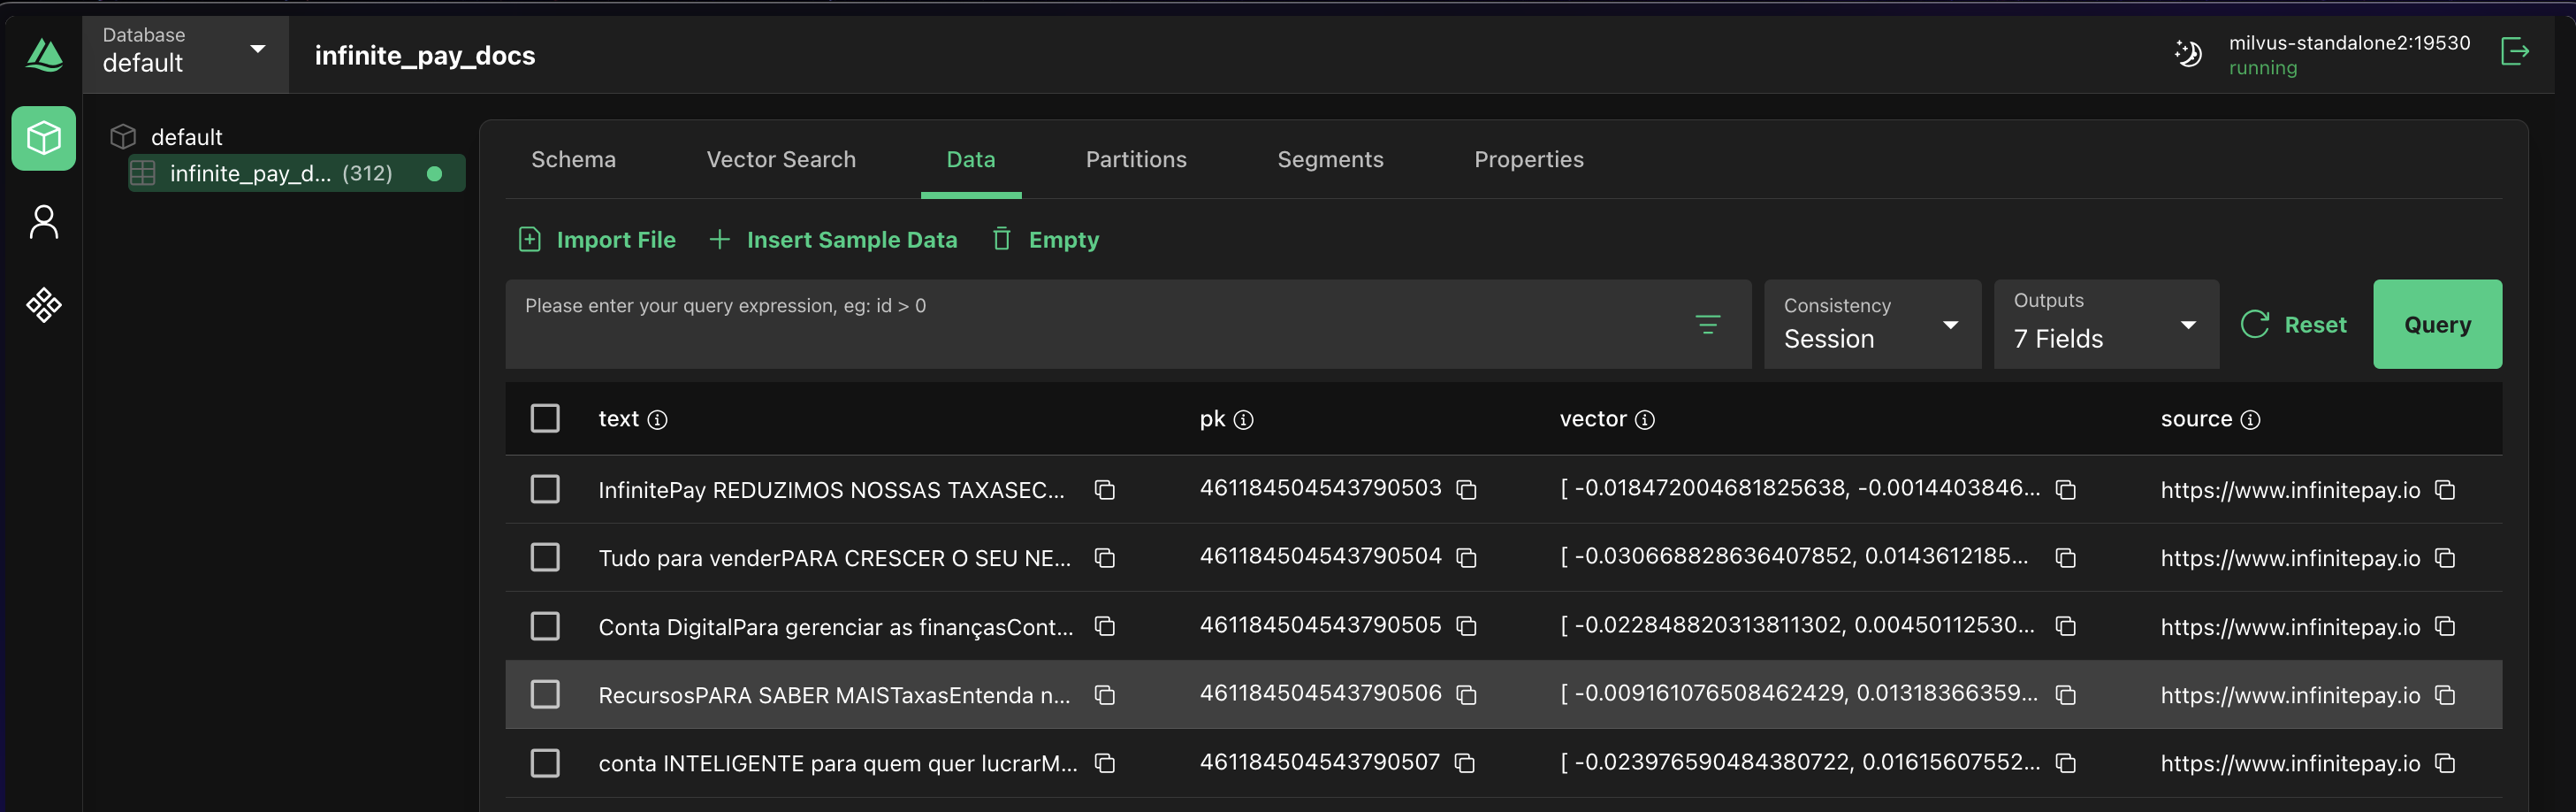 Database
default
infinite_pay_docs
milvus-standalone2:19530
running
default
infinite_pay_d... (312)
Schema Vector Search Data Partitions Segments Properties
Import File Insert Sample Data Empty
Please enter your query expression, eg: id > 0
Consistency
Session
Outputs
7 Fields
Reset
Query
text pk vector source
InfinitePay REDUZIMOS NOSSAS TAXASEC... 461184504543790503 [ -0.018472004681825638, -0.0014403846... https://www.infinitepay.io
Tudo para venderPARA CRESCER O SEU NE... 461184504543790504 [ -0.030668828636407852, 0.0143612185... https://www.infinitepay.io
Conta DigitalPara gerenciar as finançasCont... 461184504543790505 [ -0.022848820313811302, 0.00450112530... https://www.infinitepay.io
RecursosPARA SABER MAISTaxasEntenda n... 461184504543790506 [ -0.009161076508462429, 0.01318366359... https://www.infinitepay.io
conta INTELIGENTE para quem quer lucrarM... 461184504543790507 [ -0.023976590484380722, 0.01615607552... https://www.infinitepay.io